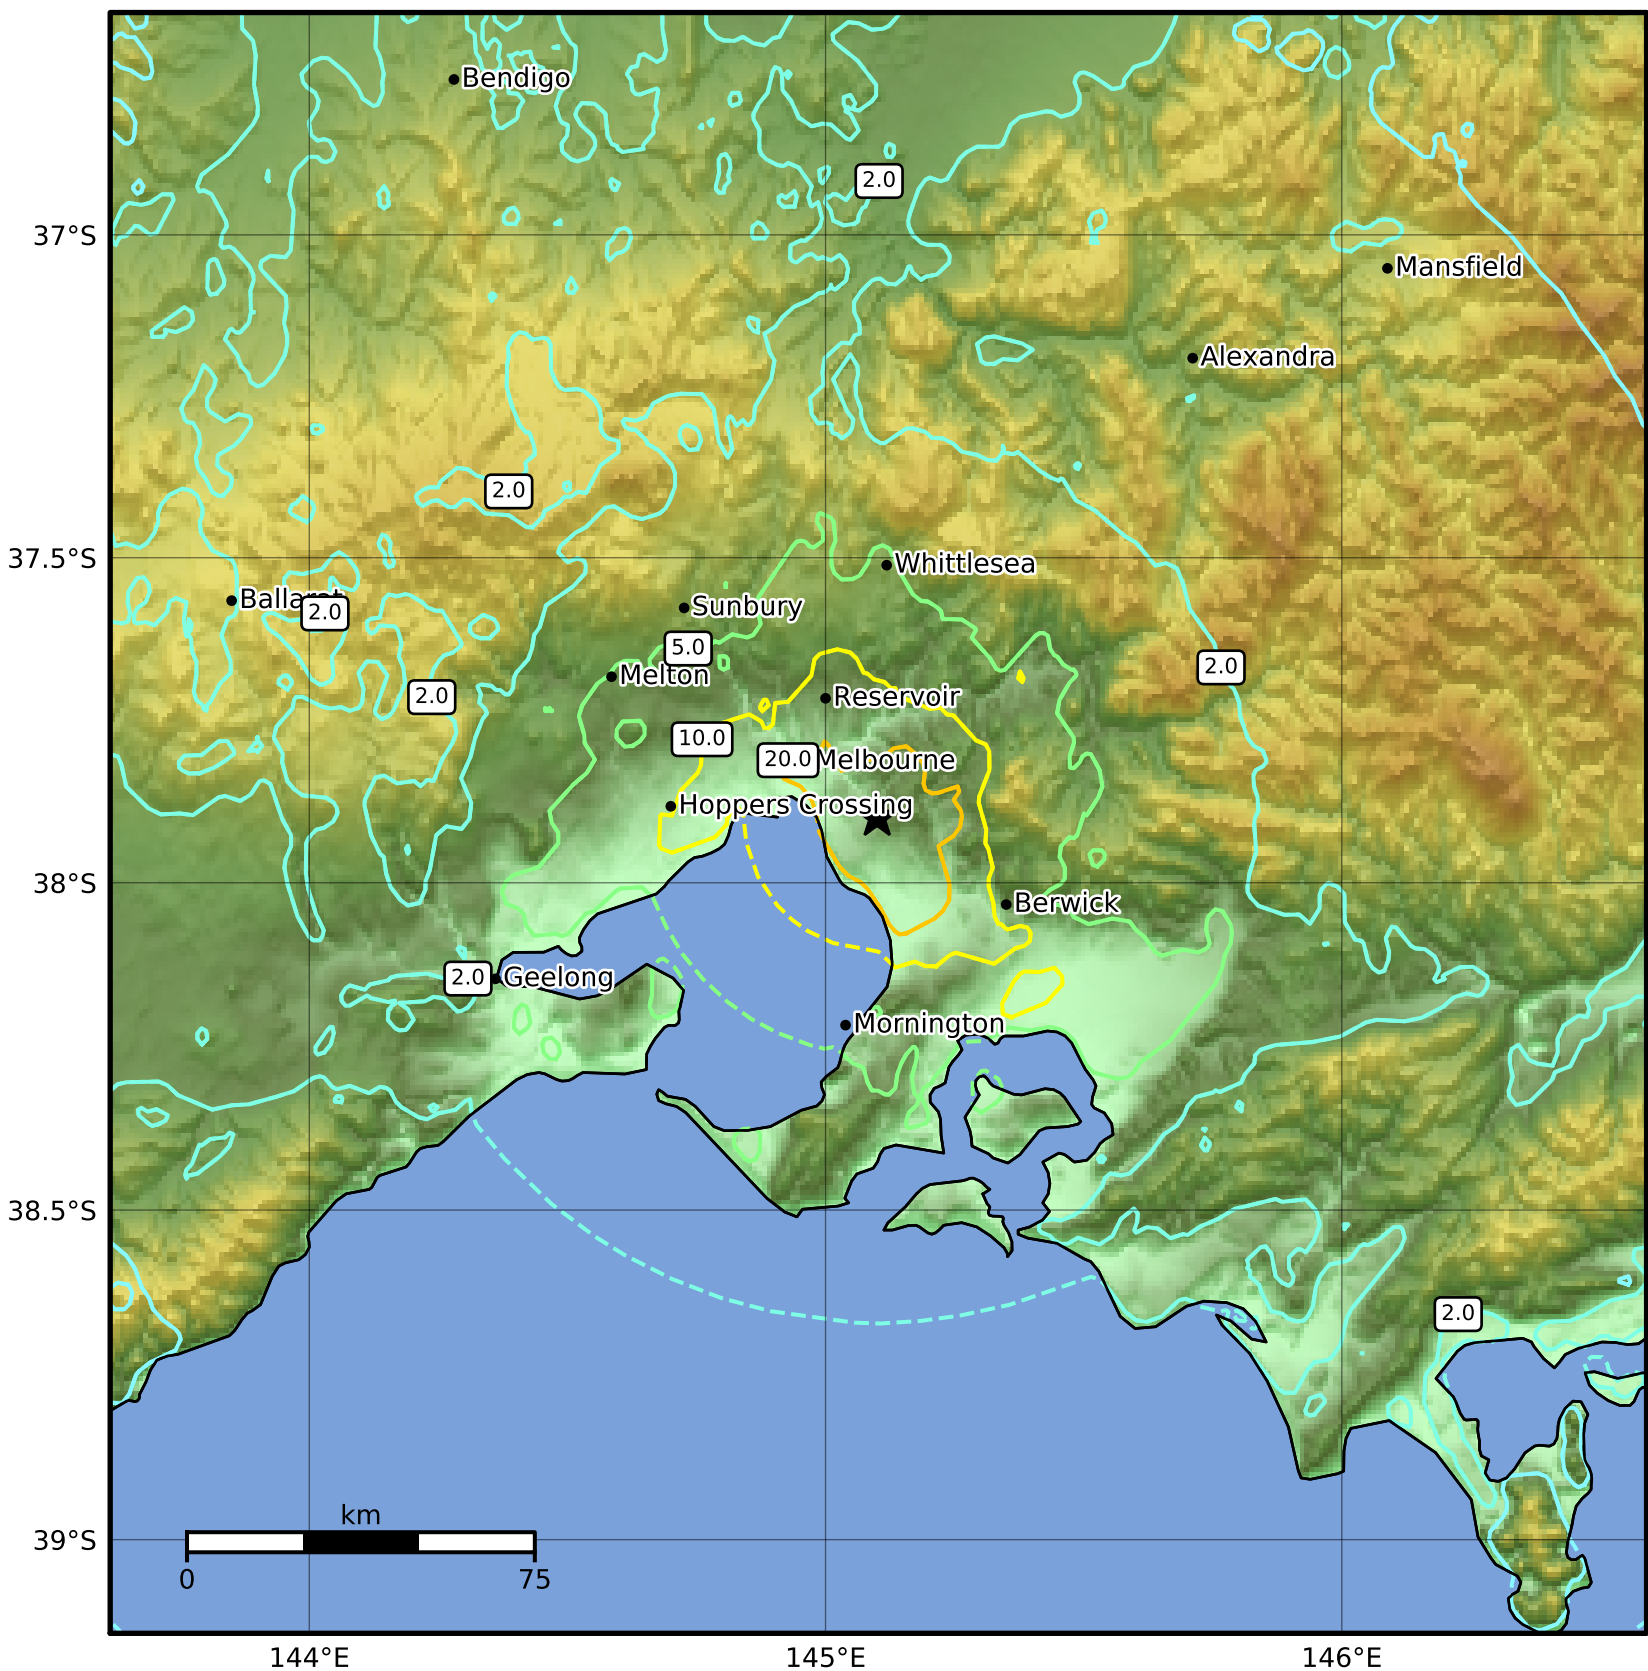 Bendigo
2.0
37°S
Mansfield
Alexandra
2.0
37.5°S
Whittlesea
Ballarat
2.0
Sunbury
5.0
2.0
Melton
2.0
Reservoir
10.0
20.0
Melbourne
Hoppers Crossing
38°S
Berwick
2.0
Geelong
Mornington
38.5°S
2.0
km
39°S
0
75
144°E
145°E
146°E